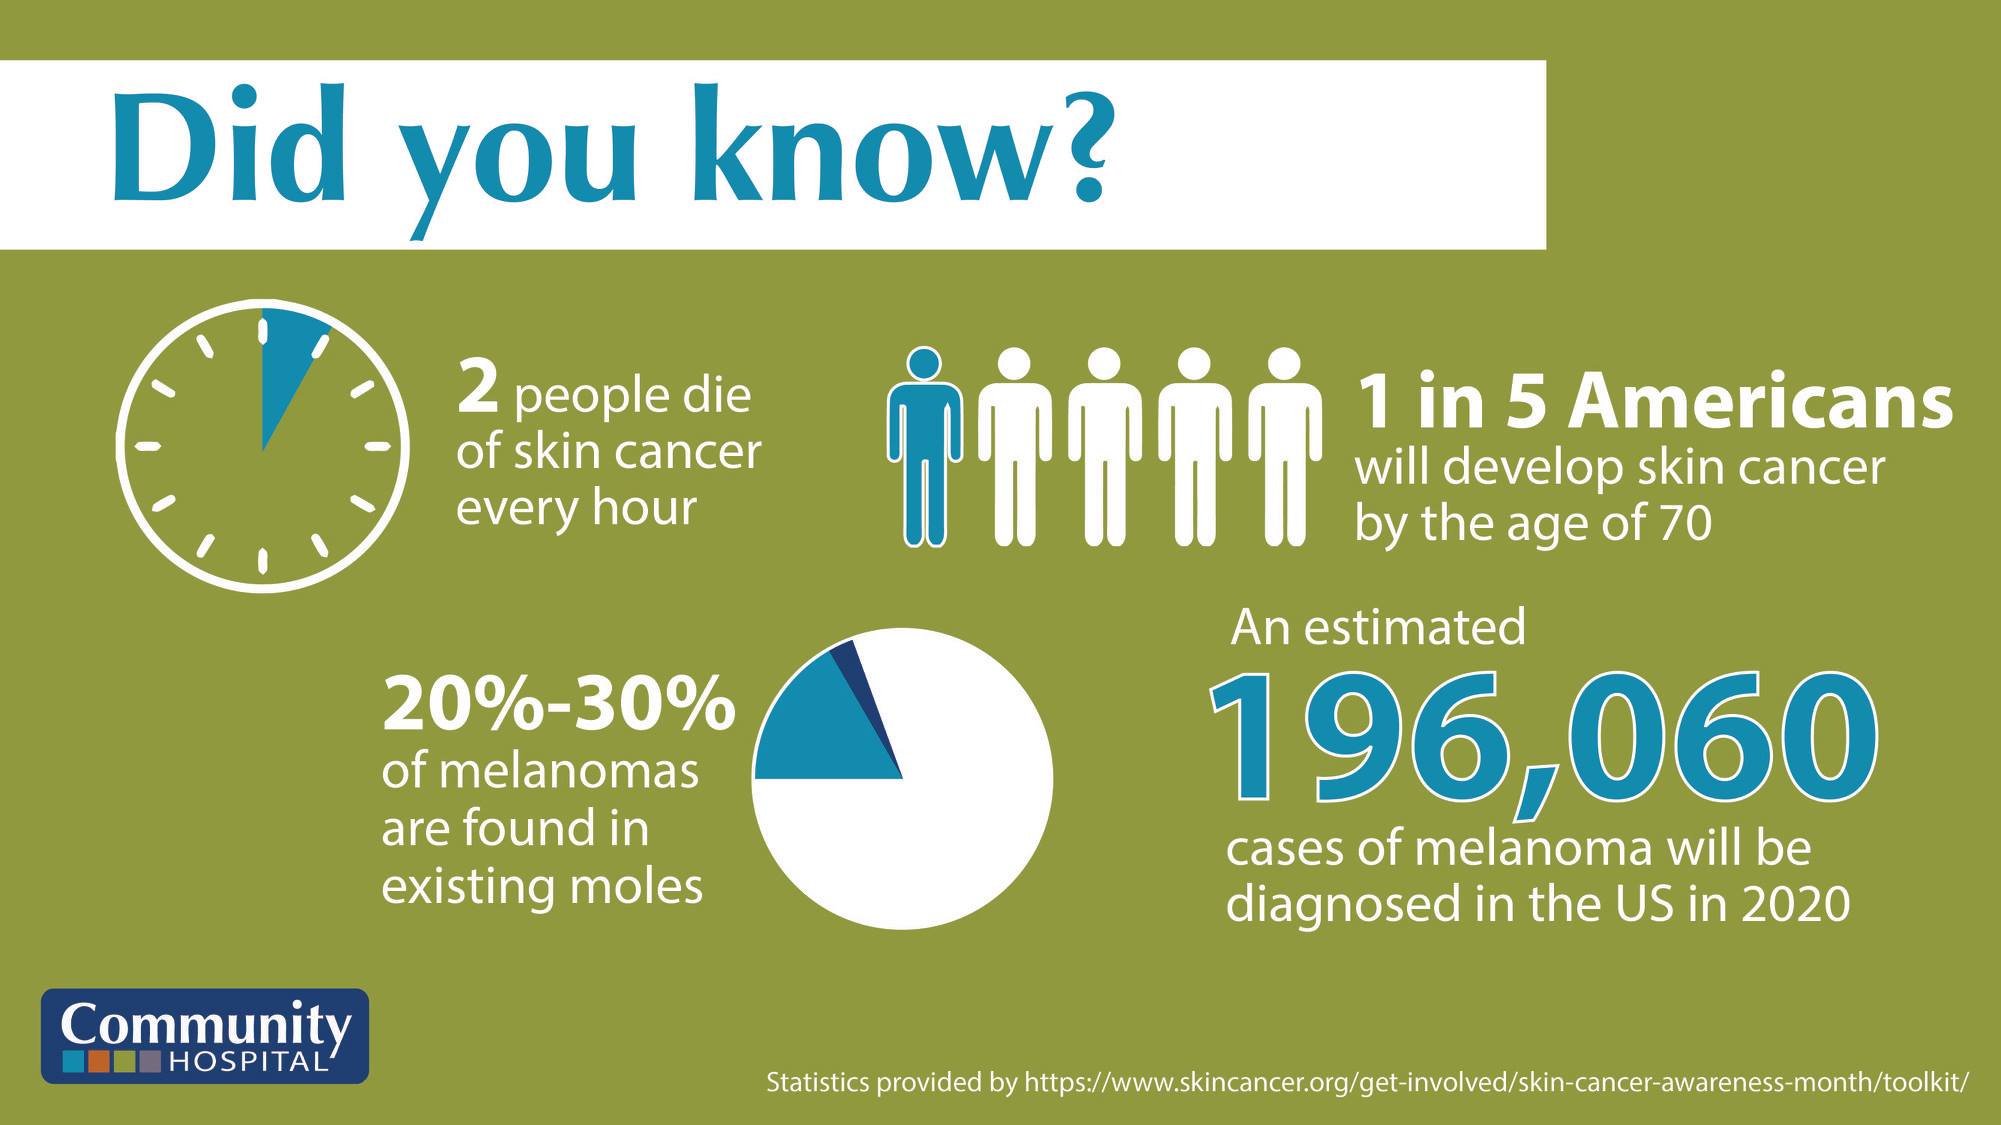 Did you know?
2 people die
of skin cancer
every hour
1 in 5 Americans
will develop skin cancer
by the age of 70
20%-30%
of melanomas
are found in
existing moles
An estimated
196,060
cases of melanoma will be
diagnosed in the US in 2020
Community
HOSPITAL
Statistics provided by https://www.skincancer.org/get-involved/skin-cancer-awareness-month/toolkit/